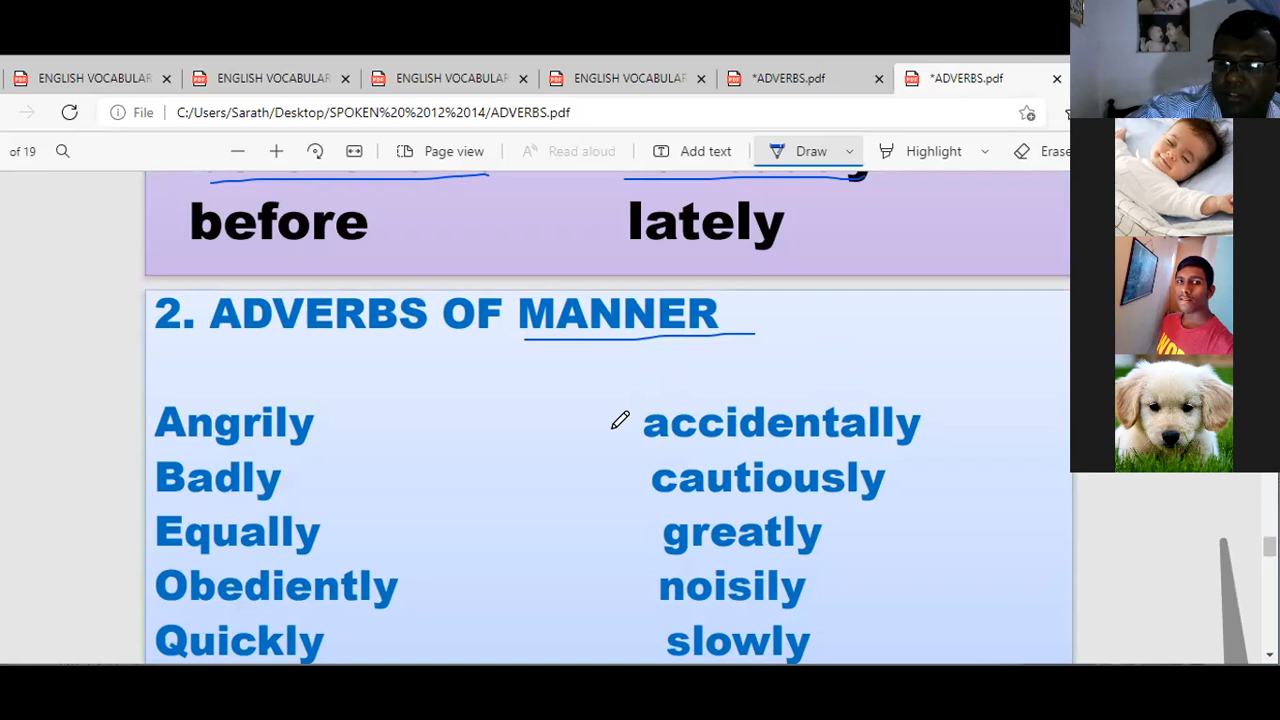 ENGLISH VOCABULAR ENGLISH VOCABULAR ENGLISH VOCABULAR ENGLISH VOCABULAR *ADVERBS.pdf *ADVERBS.pdf
File C:/Users/Sarath/Desktop/SPOKEN%20%2012%2014/ADVERBS.pdf
of 19 Page view Read aloud Add text Draw Highlight Erase
before lately
2. ADVERBS OF MANNER
Angrily accidentally
Badly cautiously
Equally greatly
Obediently noisily
Quickly slowly